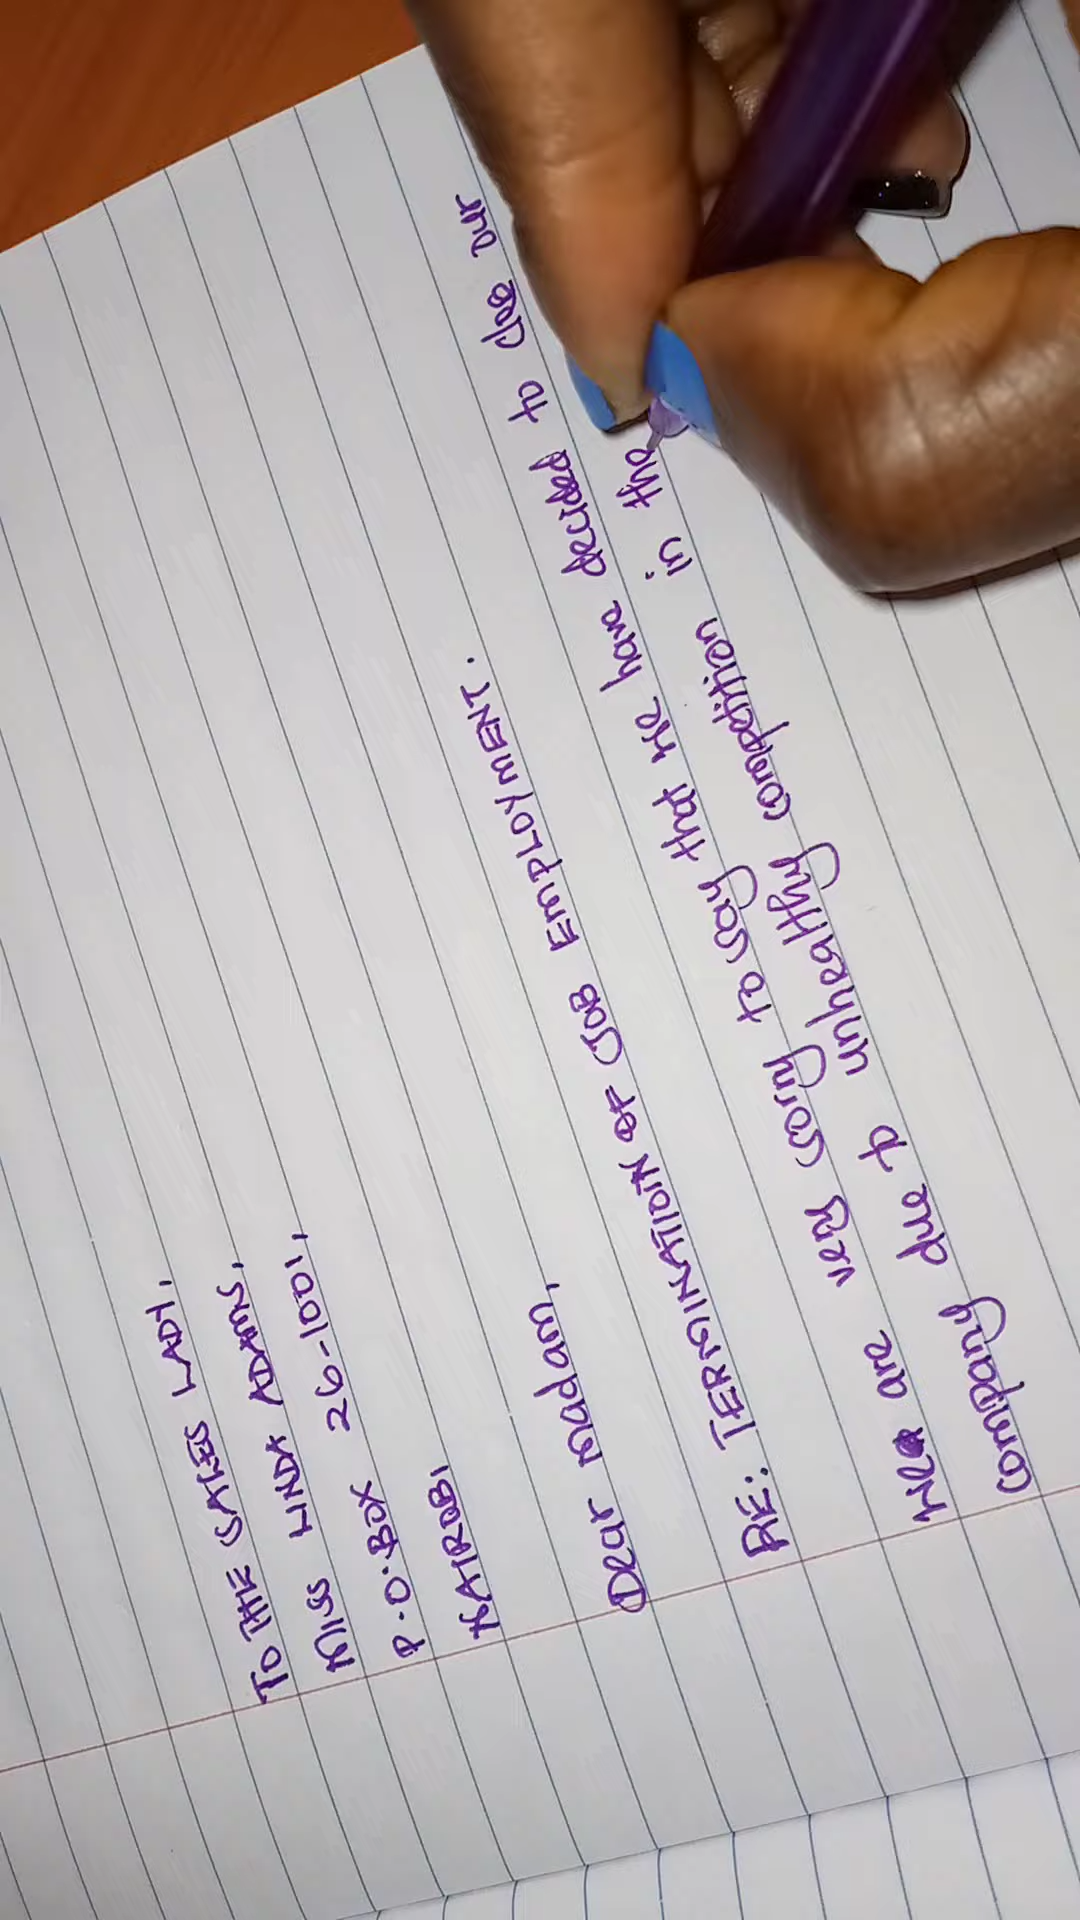 TO THE SALES LADY,
MISS LINDA ADAMS,
P.O.BOX 26-1001,
NAIROBI
Dear Madam,
RE: TERMINATION OF JOB EMPLOYMENT.
We are very sorry to say that we have decided to close our
company due to unhealthy competition in the